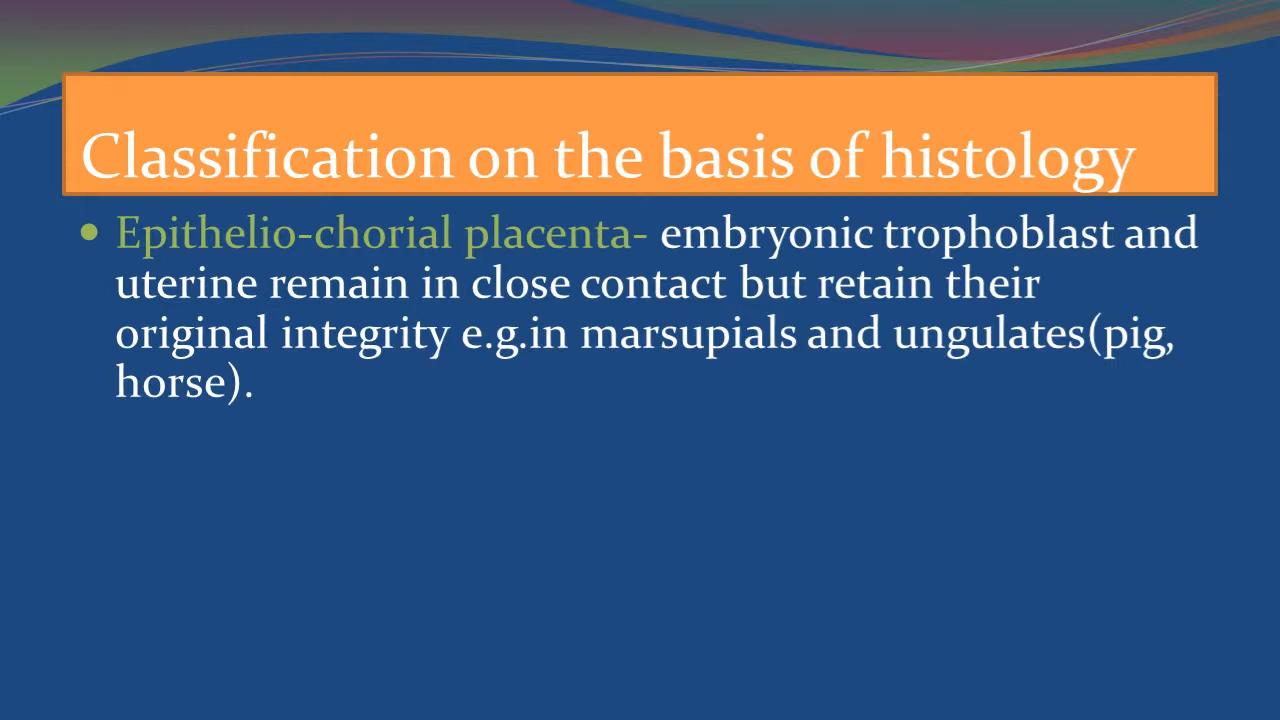 Classification on the basis of histology
Epithelio-chorial placenta- embryonic trophoblast and
uterine remain in close contact but retain their
original integrity e.g.in marsupials and ungulates(pig,
horse).